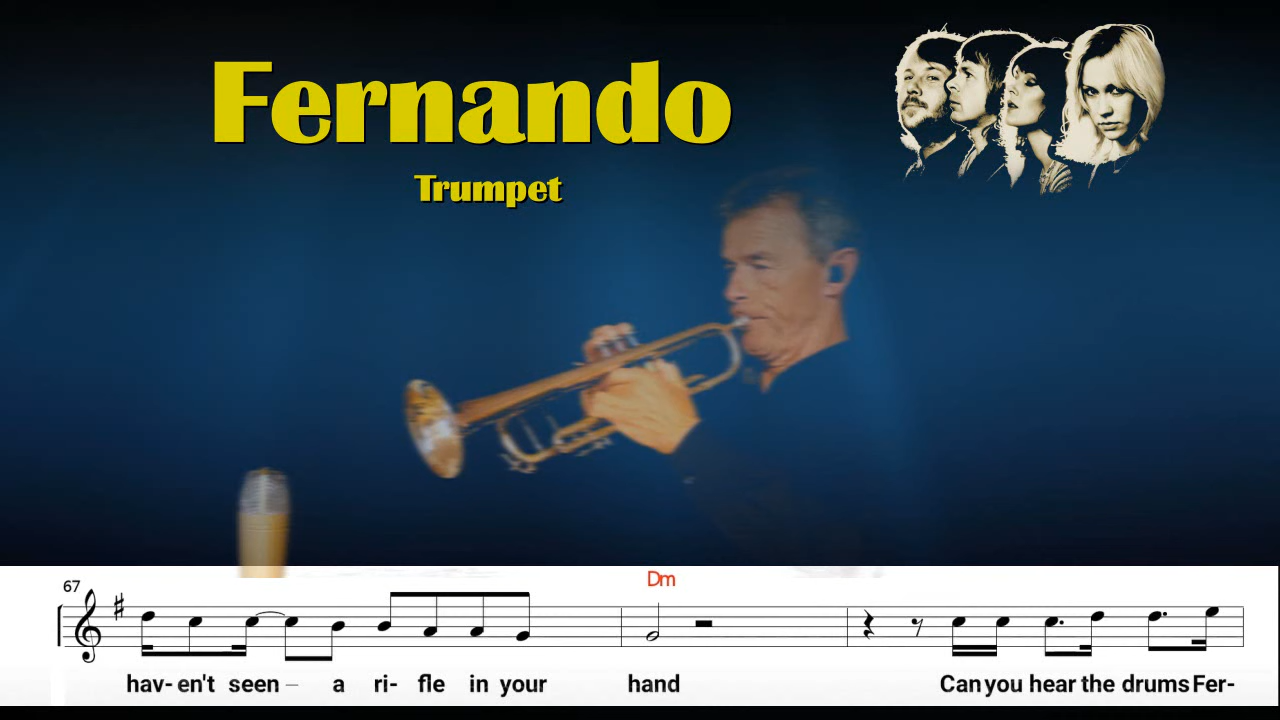 Fernando
Trumpet
67
Dm
hav- en't seen – a ri- fle in your hand Can you hear the drums Fer-